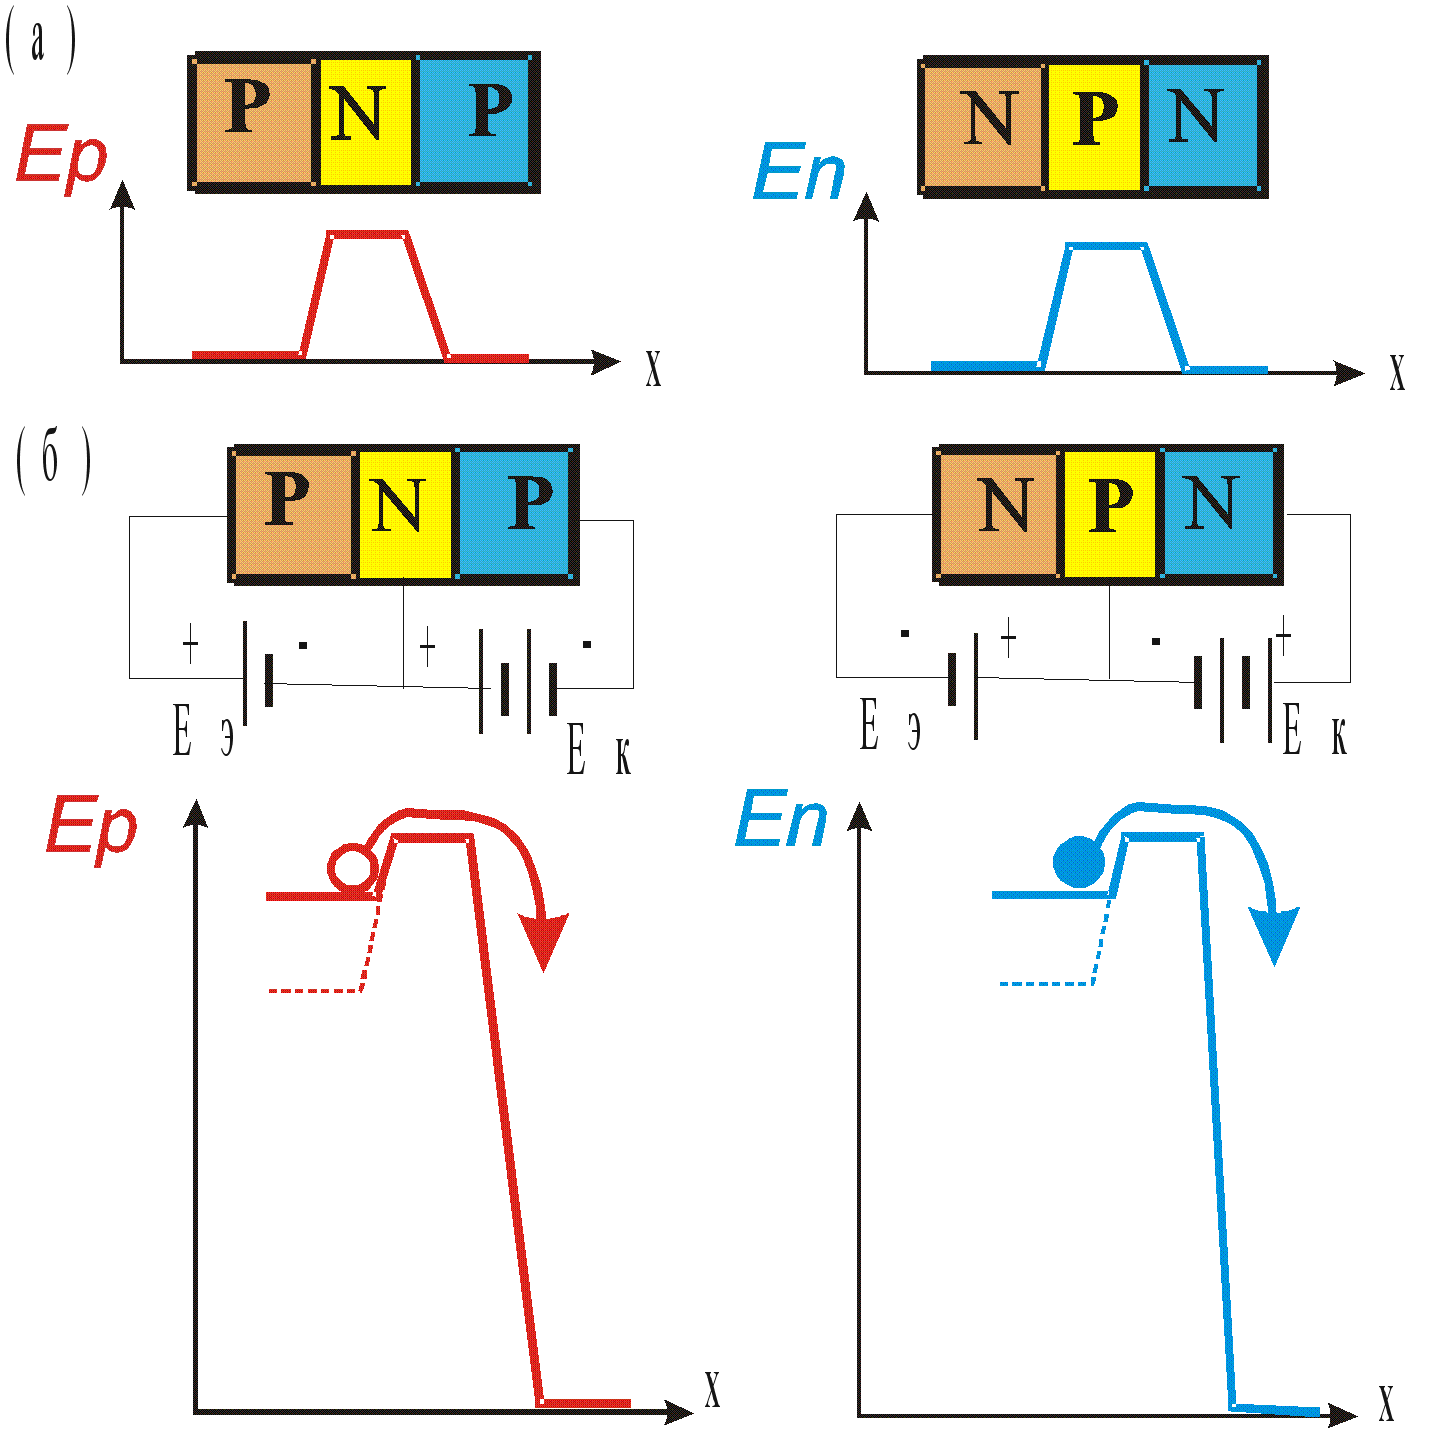 ( а )
P N P
N P N
Ep
En
x
x
( б )
P N P
N P N
+ - + -
- + - +
Е э
Е к
Е э
Е к
Ep
En
x
x